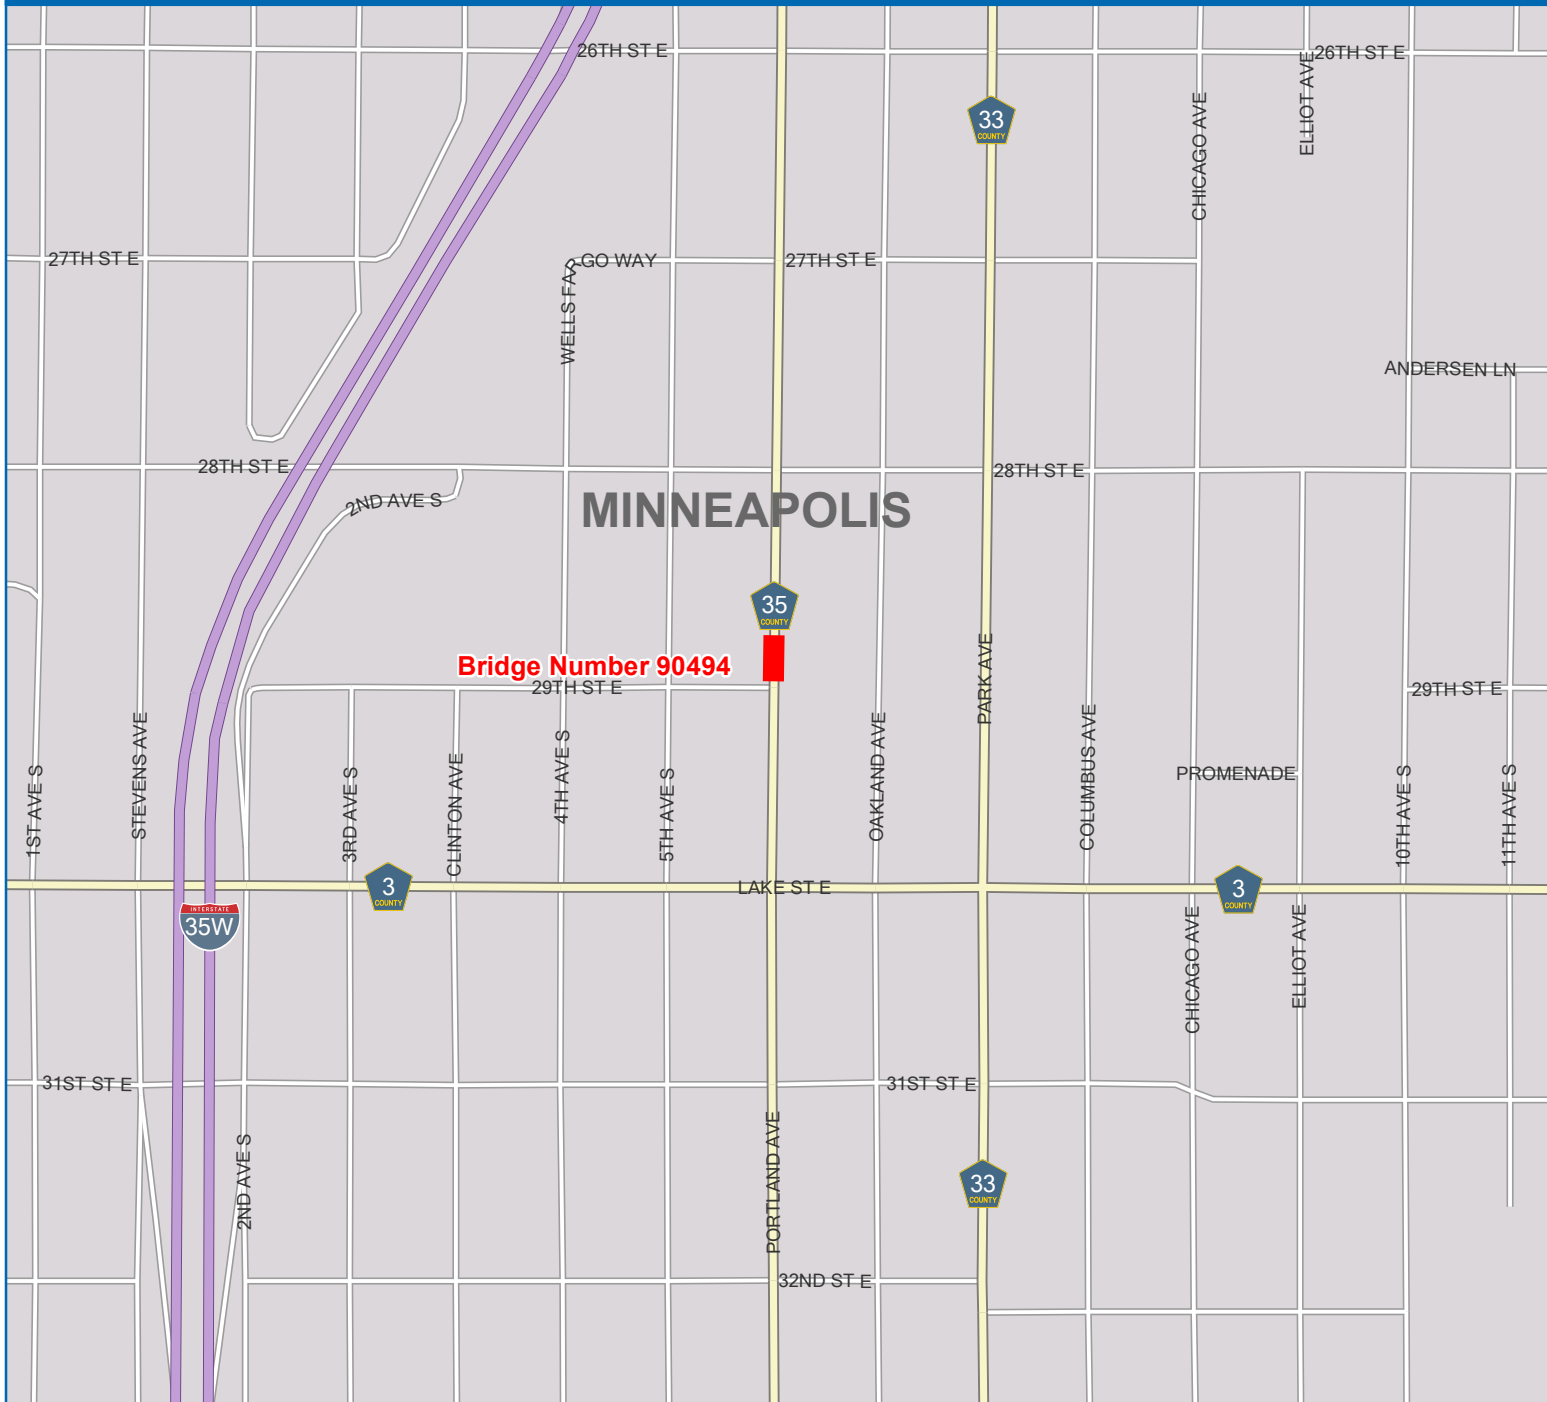 26TH ST E
26TH ST E
33
COUNTY
CHICAGO AVE
ELLIOT AVE
27TH ST E
WELLS FARGO WAY
27TH ST E
ANDERSEN LN
28TH ST E
28TH ST E
2ND AVE S
MINNEAPOLIS
35
COUNTY
Bridge Number 90494
29TH ST E
29TH ST E
PARK AVE
1ST AVE S
STEVENS AVE
3RD AVE S
CLINTON AVE
4TH AVE S
5TH AVE S
OAKLAND AVE
COLUMBUS AVE
PROMENADE
10TH AVE S
11TH AVE S
3
COUNTY
LAKE ST E
3
COUNTY
INTERSTATE
35W
CHICAGO AVE
ELLIOT AVE
31ST ST E
31ST ST E
2ND AVE S
PORTLAND AVE
33
COUNTY
32ND ST E